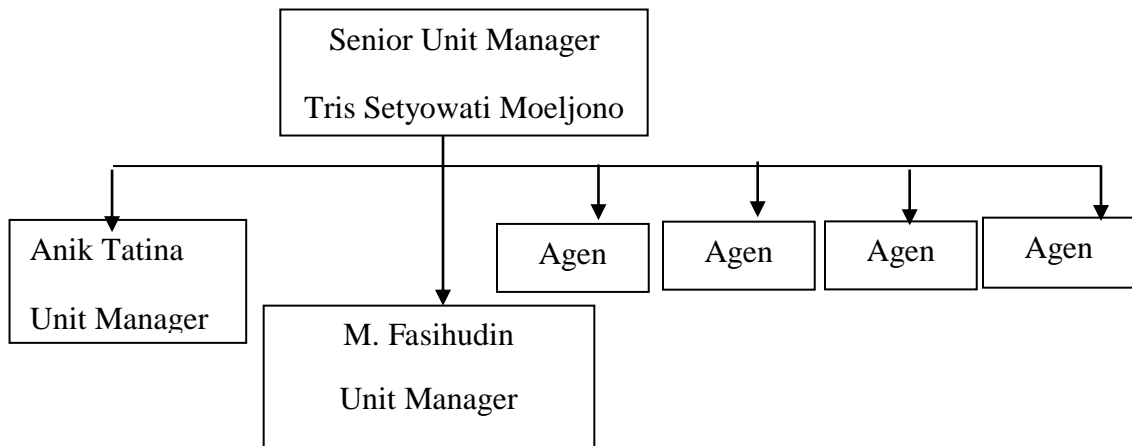 Senior Unit Manager
Tris Setyowati Moeljono
Anik Tatina
Unit Manager
Agen
Agen
Agen
Agen
M. Fasihudin
Unit Manager